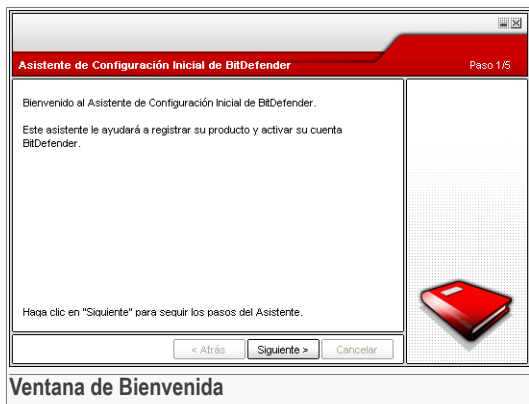 Asistente de Configuración Inicial de BitDefender
Paso 1/5
Bienvenido al Asistente de Configuración Inicial de BitDefender.
Este asistente le ayudará a registrar su producto y activar su cuenta
BitDefender.
Haga clic en "Siguiente" para seguir los pasos del Asistente.
< Atrás
Siguiente >
Cancelar
Ventana de Bienvenida